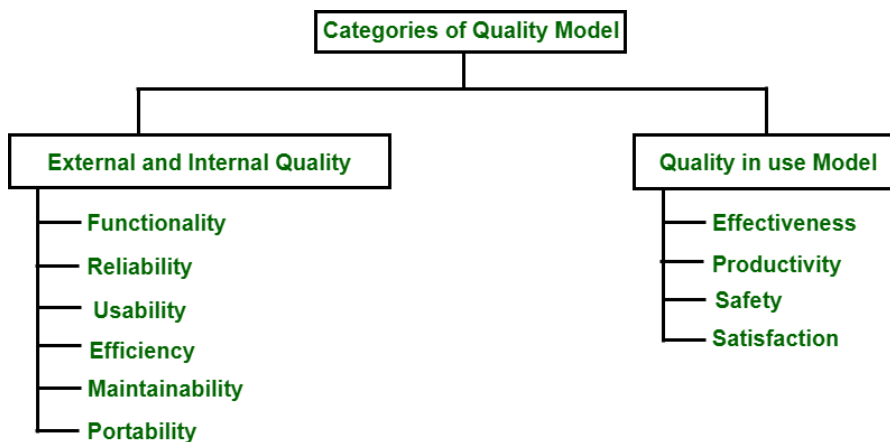 Categories of Quality Model
External and Internal Quality
Functionality
Reliability
Usability
Efficiency
Maintainability
Portability
Quality in use Model
Effectiveness
Productivity
Safety
Satisfaction